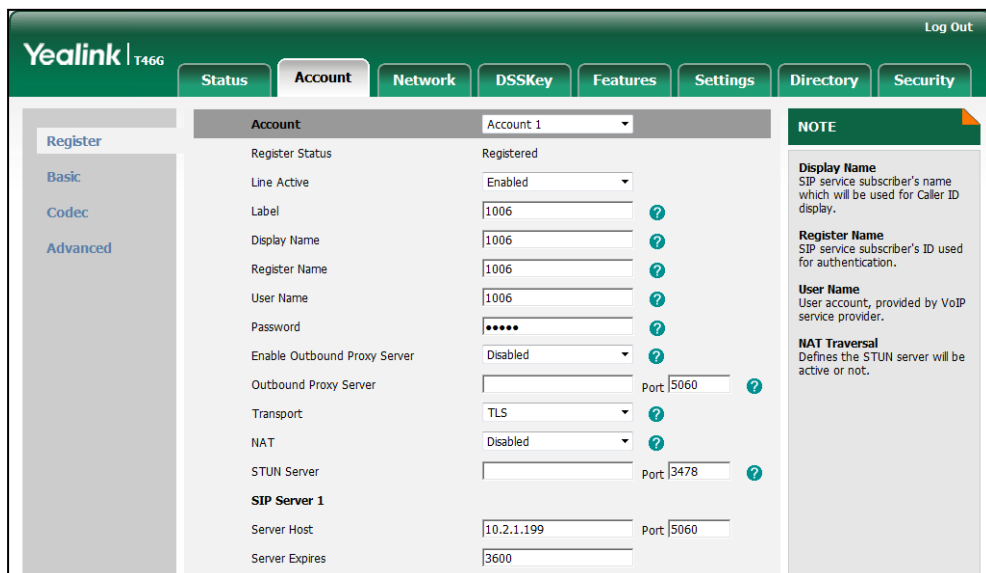 Log Out
Yealink T46G
Status Account Network DSSKey Features Settings Directory Security
Register
Basic
Codec
Advanced
Account Account 1
Register Status Registered
Line Active Enabled
Label 1006 ?
Display Name 1006 ?
Register Name 1006 ?
User Name 1006 ?
Password ••••• ?
Enable Outbound Proxy Server Disabled ?
Outbound Proxy Server Port 5060 ?
Transport TLS ?
NAT Disabled ?
STUN Server Port 3478 ?
SIP Server 1
Server Host 10.2.1.199 Port 5060
Server Expires 3600
NOTE
Display Name
SIP service subscriber's name
which will be used for Caller ID
display.
Register Name
SIP service subscriber's ID used
for authentication.
User Name
User account, provided by VoIP
service provider.
NAT Traversal
Defines the STUN server will be
active or not.